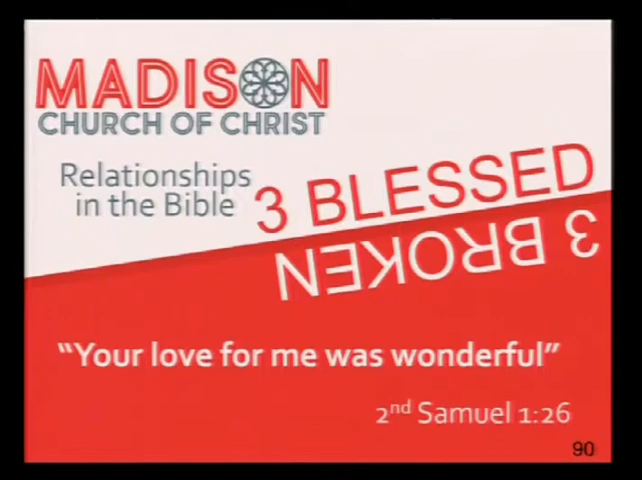 MADISON
CHURCH OF CHRIST
Relationships
in the Bible
3 BLESSED
3 BROKEN
“Your love for me was wonderful”
2nd Samuel 1:26
90